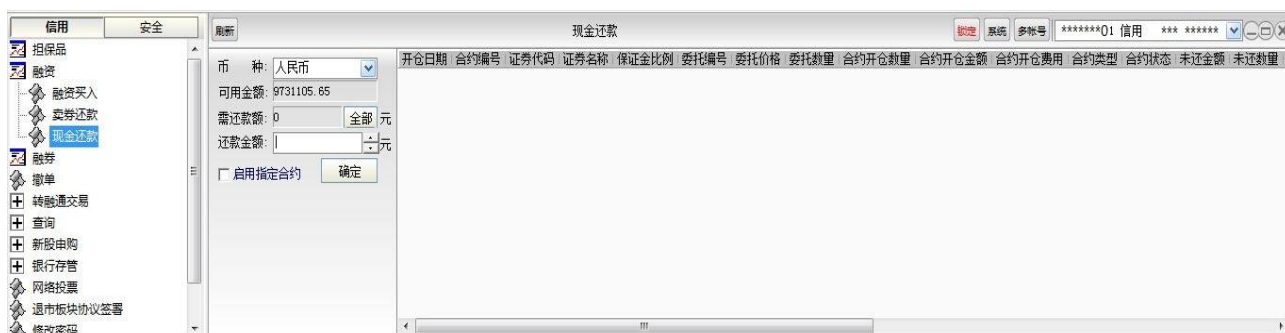 信用 安全
担保品
融资
融资买入
卖券还款
现金还款
融券
撤单
转融通交易
查询
新股申购
银行存管
网络投票
退市板块协议签署
修改密码
刷新 现金还款 锁定 系统 多帐号 *******01 信用 *** ******
币 种: 人民币
可用金额: 9731105.65
需还款额: 0 全部 元
还款金额: 元
启用指定合约 确定
开仓日期 合约编号 证券代码 证券名称 保证金比例 委托编号 委托价格 委托数量 合约开仓数量 合约开仓金额 合约开仓费用 合约类型 合约状态 未还金额 未还数量